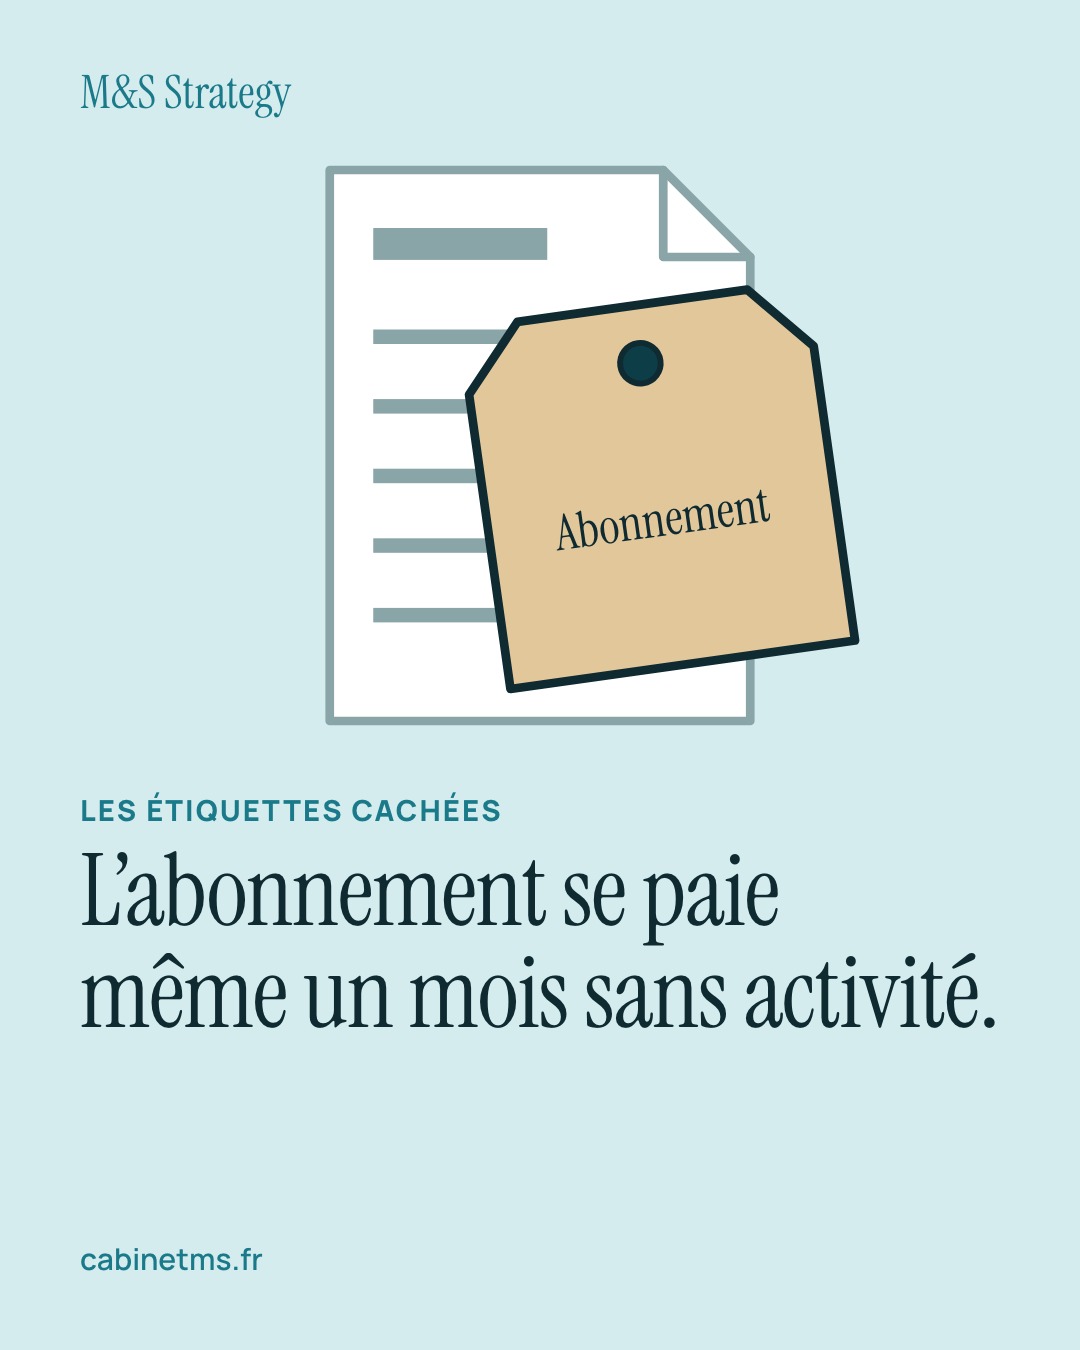 M&S Strategy
Abonnement
LES ÉTIQUETTES CACHÉES
L’abonnement se paie
même un mois sans activité.
cabinetms.fr